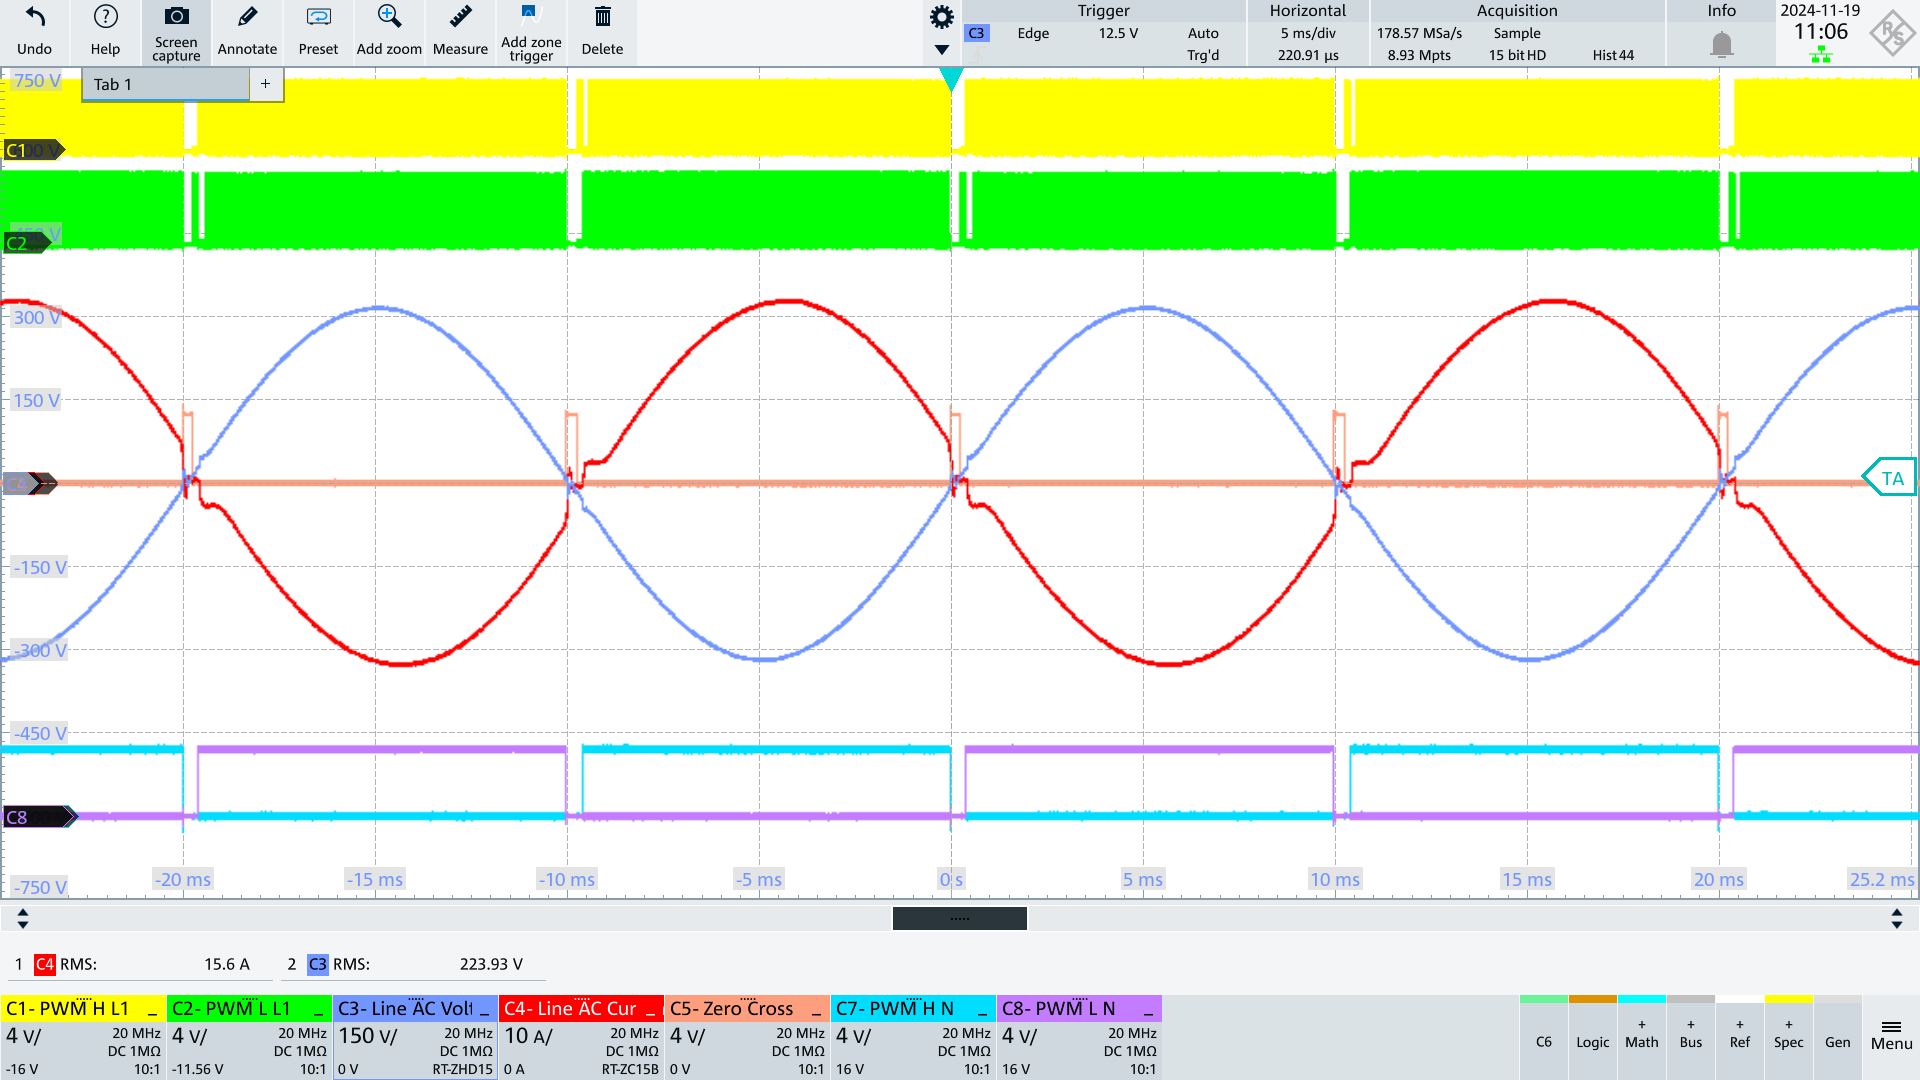 Undo
Help
Screen capture
Annotate
Preset
Add zoom
Measure
Add zone trigger
Delete
C3
Trigger
Edge 12.5 V Auto
Trg'd
Horizontal
5 ms/div
220.91 µs
Acquisition
178.57 MSa/s Sample
8.93 Mpts 15 bit HD Hist44
Info
2024-11-19
11:06
R&S
Tab 1 +
750 V
C1
C2
300 V
150 V
TA
-150 V
-300 V
-450 V
C8
-750 V
-20 ms -15 ms -10 ms -5 ms 0 s 5 ms 10 ms 15 ms 20 ms 25.2 ms
1 C4 RMS: 15.6 A 2 C3 RMS: 223.93 V
C1- PWM H L1
4 V/ 20 MHz
DC 1MΩ
-16 V 10:1
C2- PWM L L1
4 V/ 20 MHz
DC 1MΩ
-11.56 V 10:1
C3- Line AC Volt
150 V/ 20 MHz
DC 1MΩ
0 V RT-ZHD15
C4- Line AC Cur
10 A/ 20 MHz
DC 1MΩ
0 A RT-ZC15B
C5- Zero Cross
4 V/ 20 MHz
DC 1MΩ
0 V 10:1
C7- PWM H N
4 V/ 20 MHz
DC 1MΩ
16 V 10:1
C8- PWM L N
4 V/ 20 MHz
DC 1MΩ
16 V 10:1
C6
Logic
+ Math
+ Bus
+ Ref
+ Spec
Gen
Menu